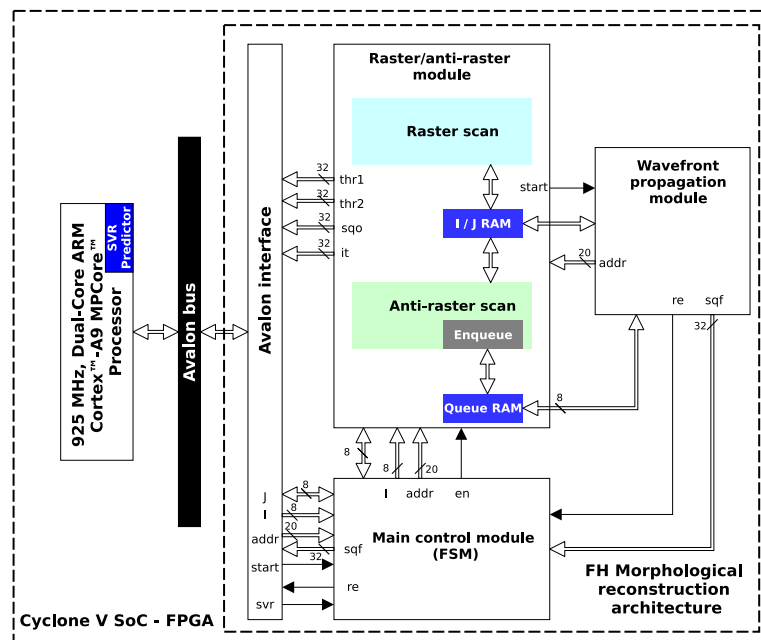 Raster/anti-raster
module
Raster scan
32
thr1
32
thr2
32
sqo
32
it
start
I / J RAM
Wavefront
propagation
module
20
addr
re
sqf
32
Anti-raster scan
Enqueue
Queue RAM
8
925 MHz, Dual-Core ARM
Cortex™-A9 MPCore™
Processor
SVR
Predictor
Avalon bus
Avalon interface
8
8
20
I
addr
en
J
8
I
8
addr
20
sqf
32
start
re
svr
Main control module
(FSM)
FH Morphological
reconstruction
architecture
Cyclone V SoC - FPGA